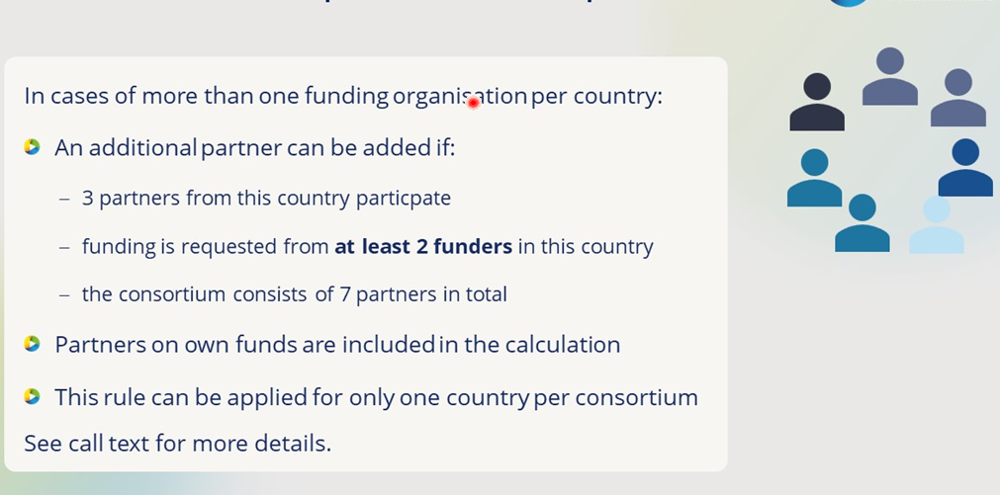 In cases of more than one funding organisation per country:
An additional partner can be added if:
– 3 partners from this country particpate
– funding is requested from at least 2 funders in this country
– the consortium consists of 7 partners in total
Partners on own funds are included in the calculation
This rule can be applied for only one country per consortium
See call text for more details.